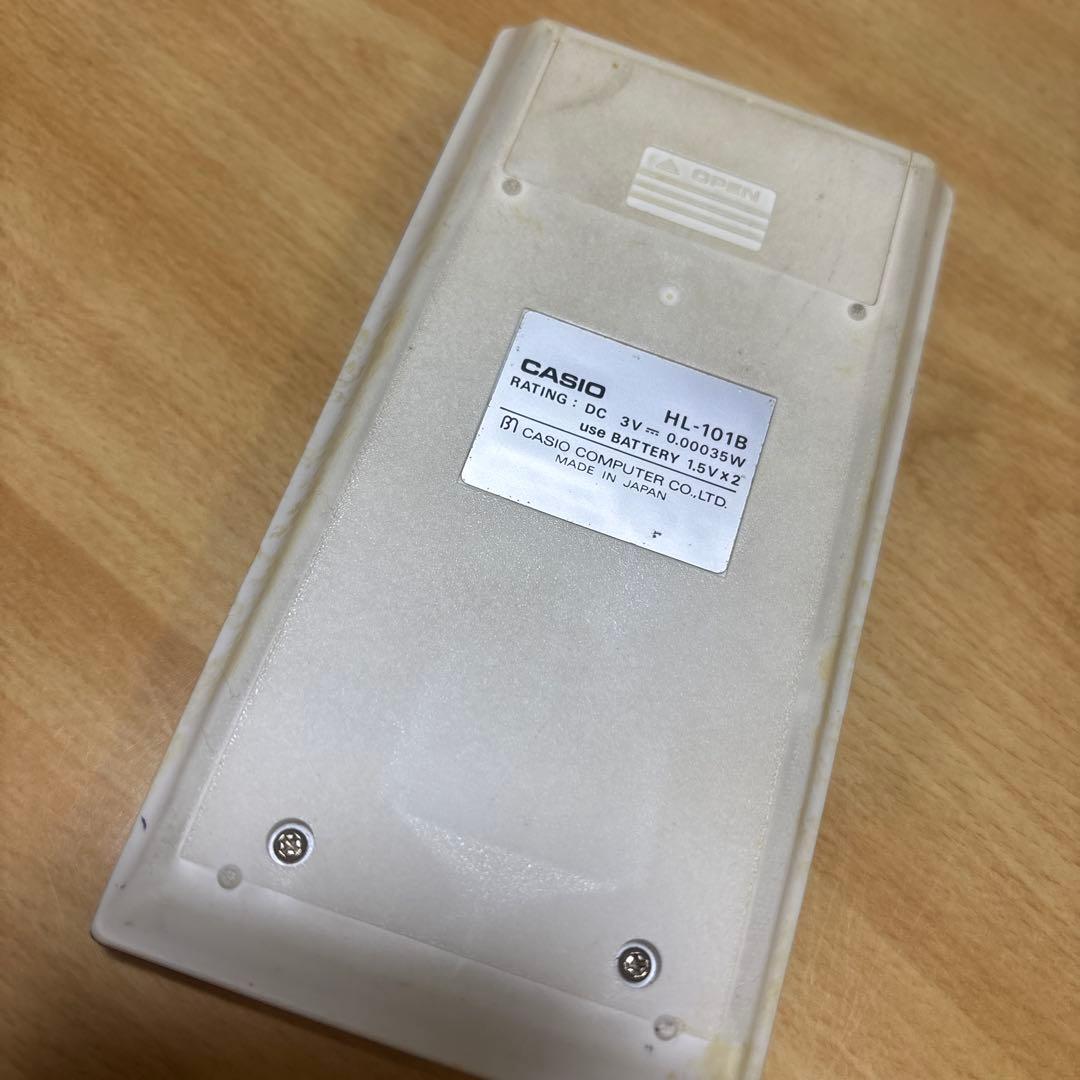 OPEN
CASIO HL-101B
RATING : DC 3V⎓ 0.00035W
use BATTERY 1.5V x 2
CASIO COMPUTER CO.,LTD.
MADE IN JAPAN